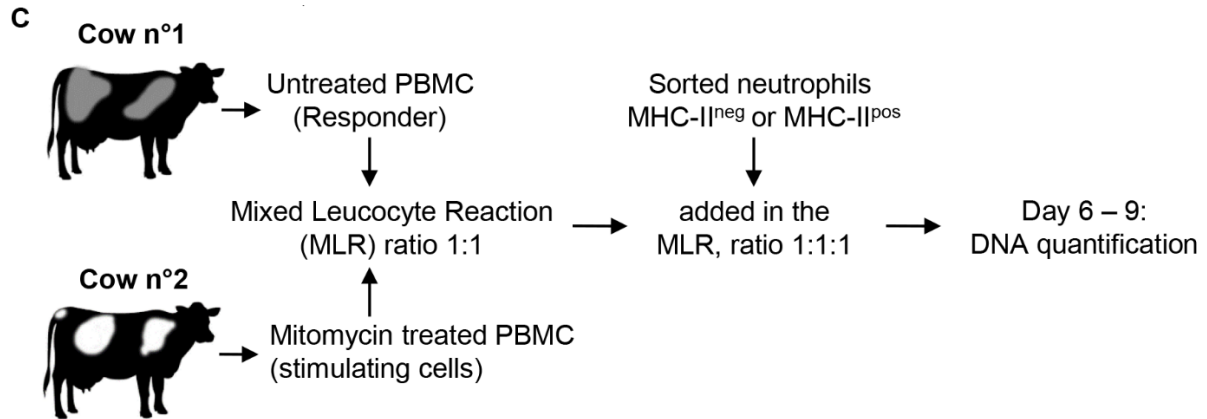 C
Cow n°1
Untreated PBMC
(Responder)
Sorted neutrophils
MHC-IIneg or MHC-IIpos
Mixed Leucocyte Reaction
(MLR) ratio 1:1
added in the
MLR, ratio 1:1:1
Day 6 – 9:
DNA quantification
Cow n°2
Mitomycin treated PBMC
(stimulating cells)